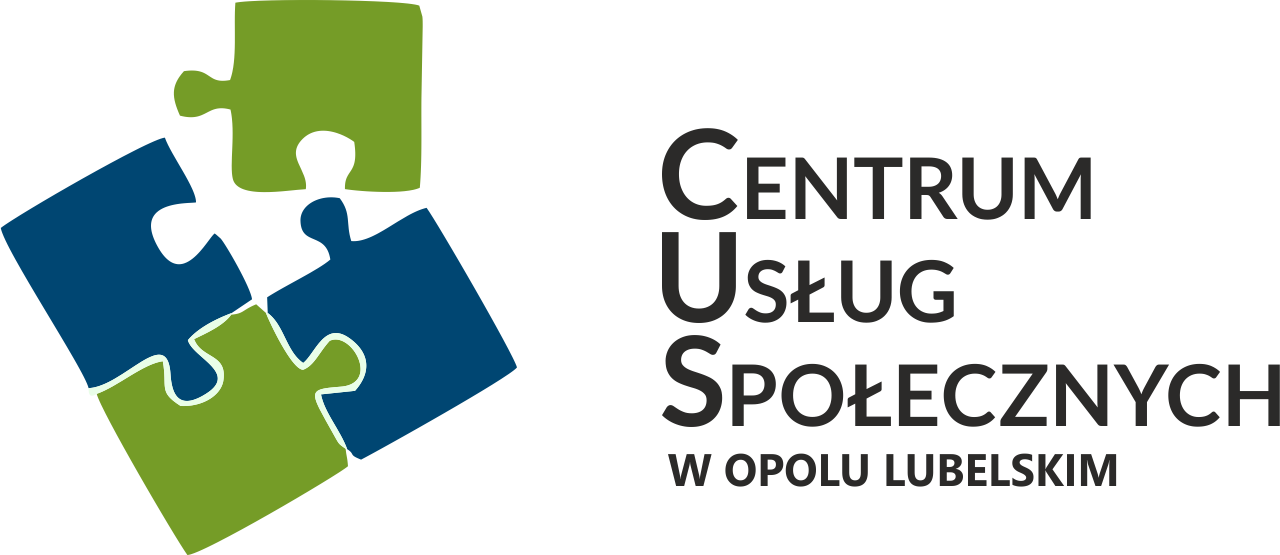 CENTRUM
USŁUG
SPOŁECZNYCH
W OPOLU LUBELSKIM